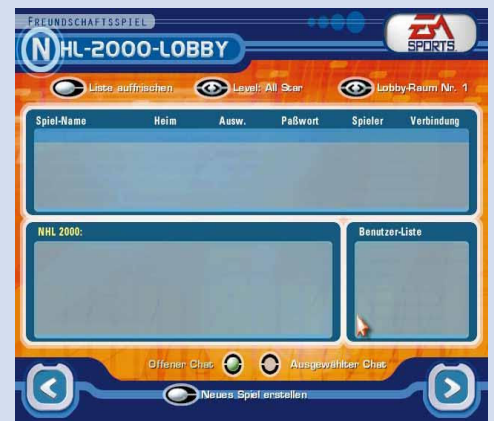 FREUNDSCHAFTSSPIEL
NHL-2000-LOBBY
EA
SPORTS
Liste auffrischen Level: All Star Lobby-Raum Nr. 1
Spiel-Name Heim Ausw. Paßwort Spieler Verbindung
NHL 2000: Benutzer-Liste
Offener Chat Ausgewählter Chat
Neues Spiel erstellen